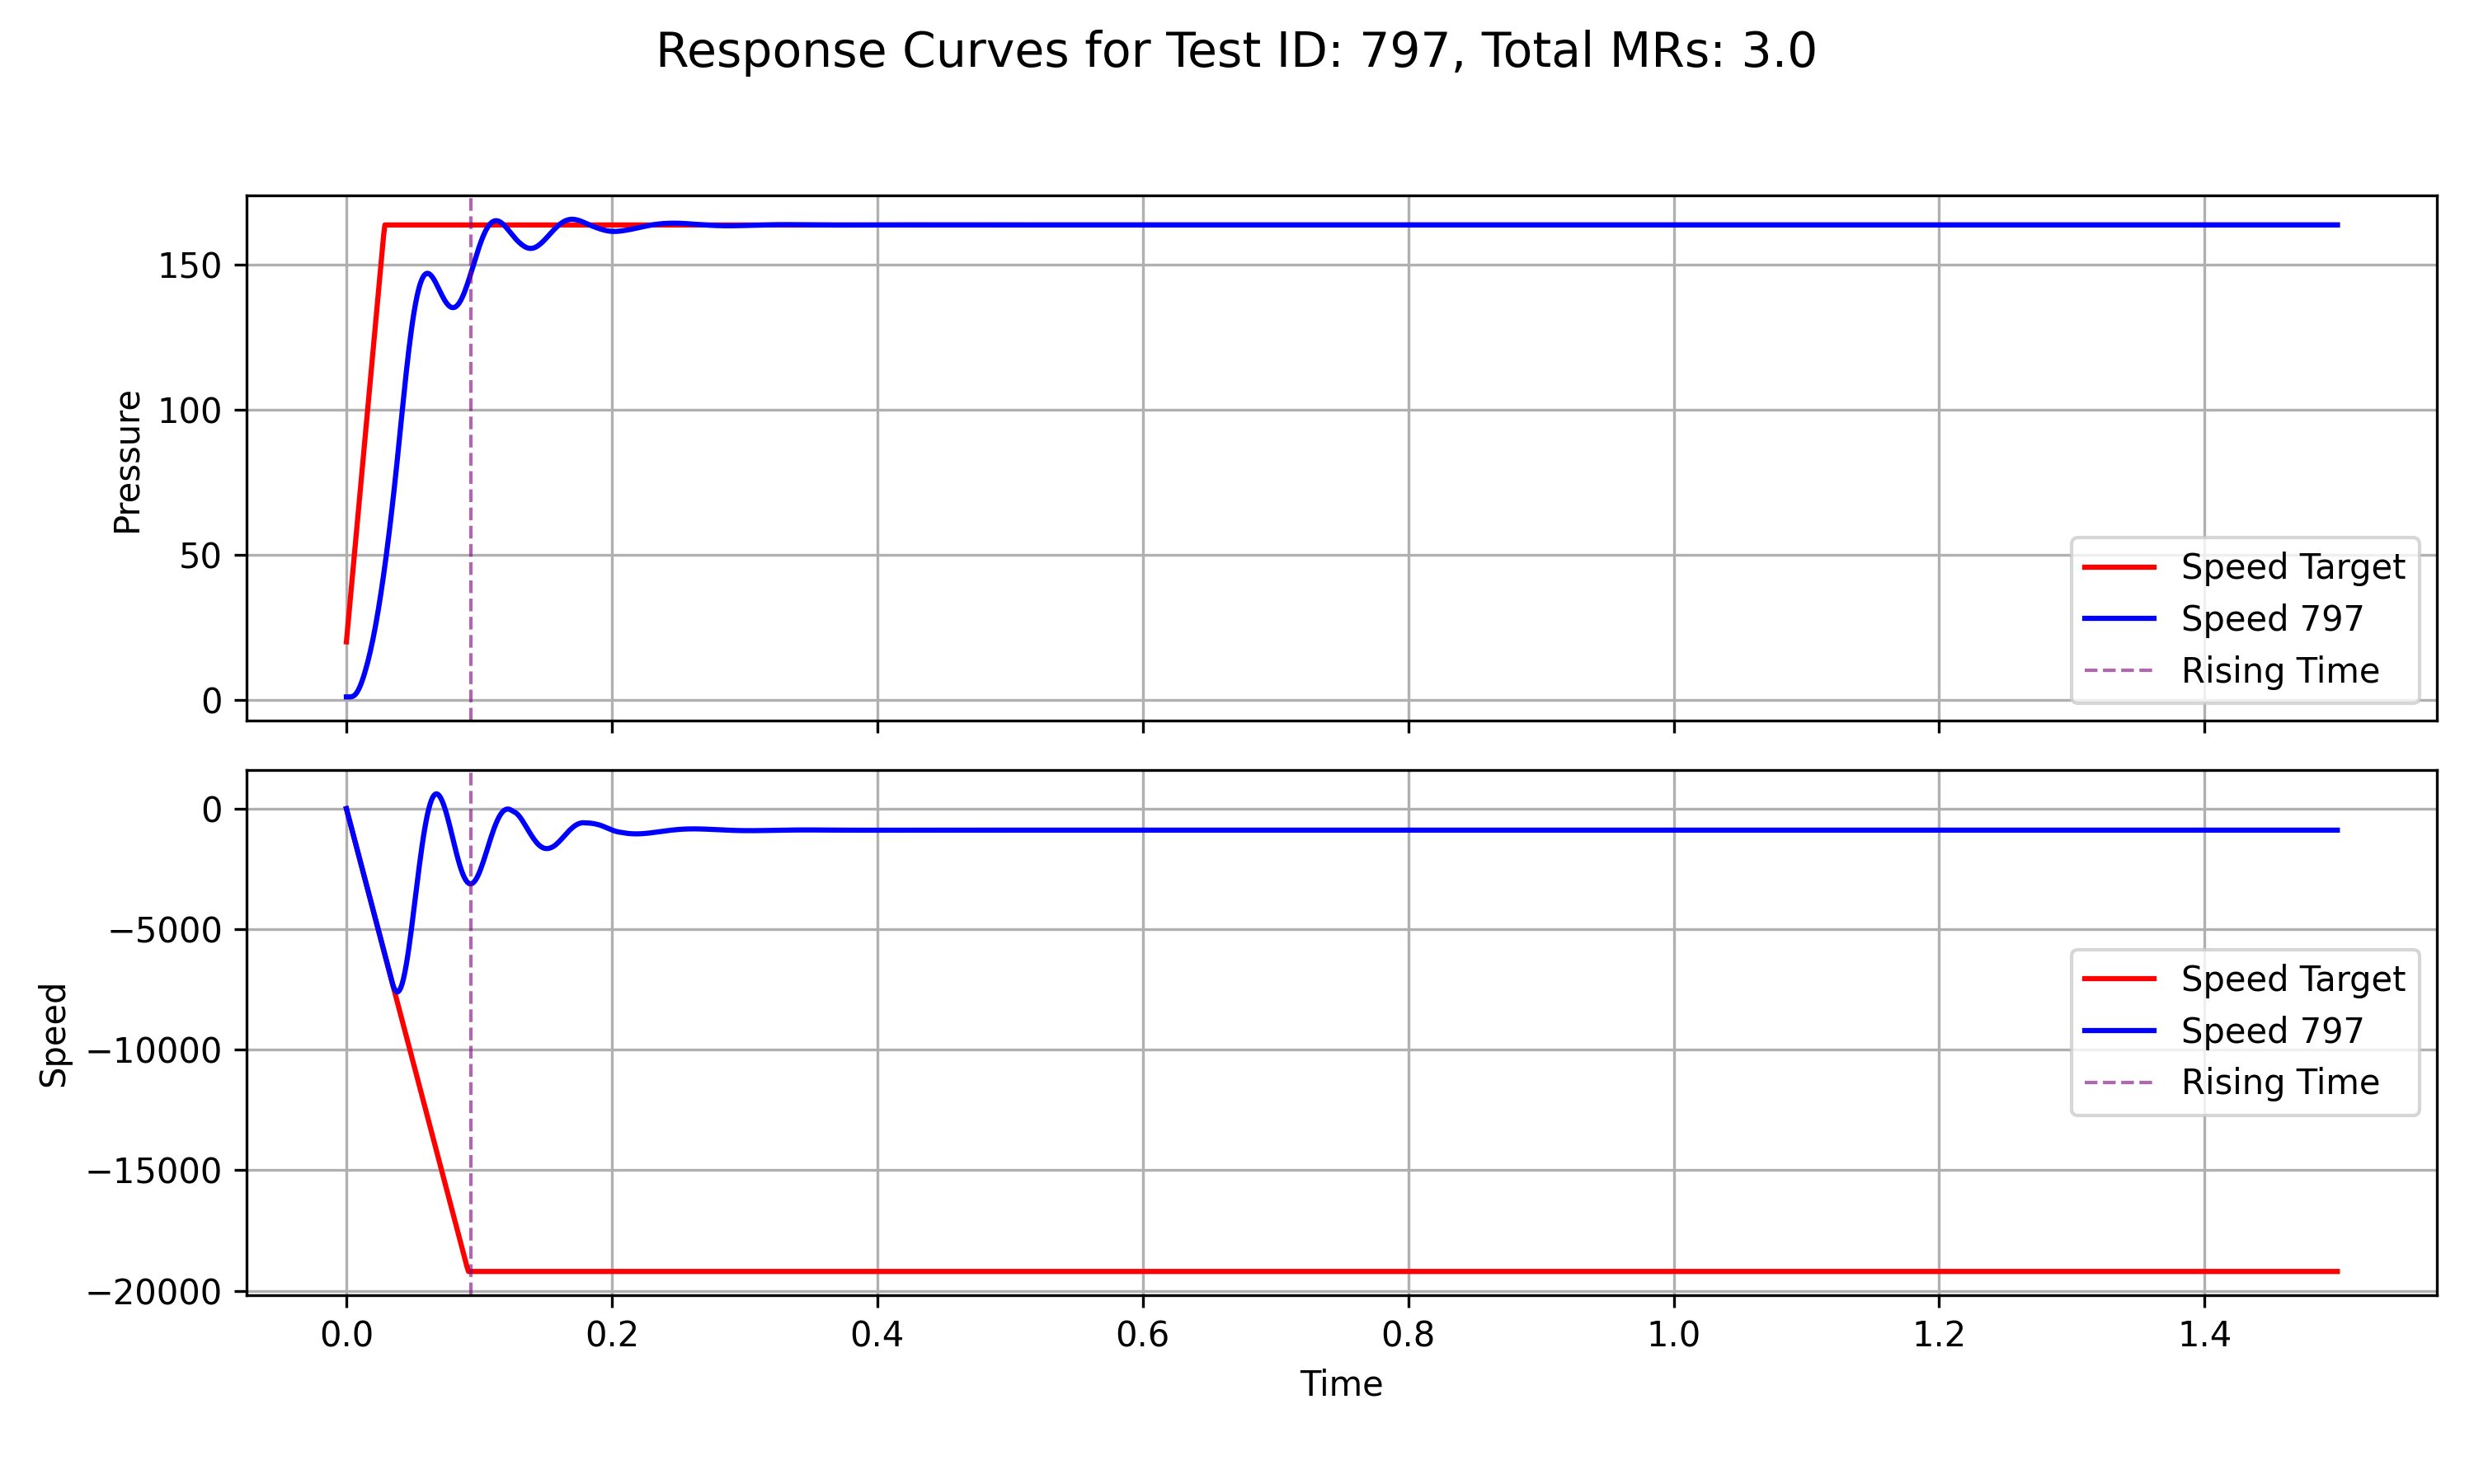 Response Curves for Test ID: 797, Total MRs: 3.0
150
100
50
0
Pressure
Speed Target
Speed 797
Rising Time
0
−5000
−10000
−15000
−20000
Speed
Speed Target
Speed 797
Rising Time
0.0 0.2 0.4 0.6 0.8 1.0 1.2 1.4
Time